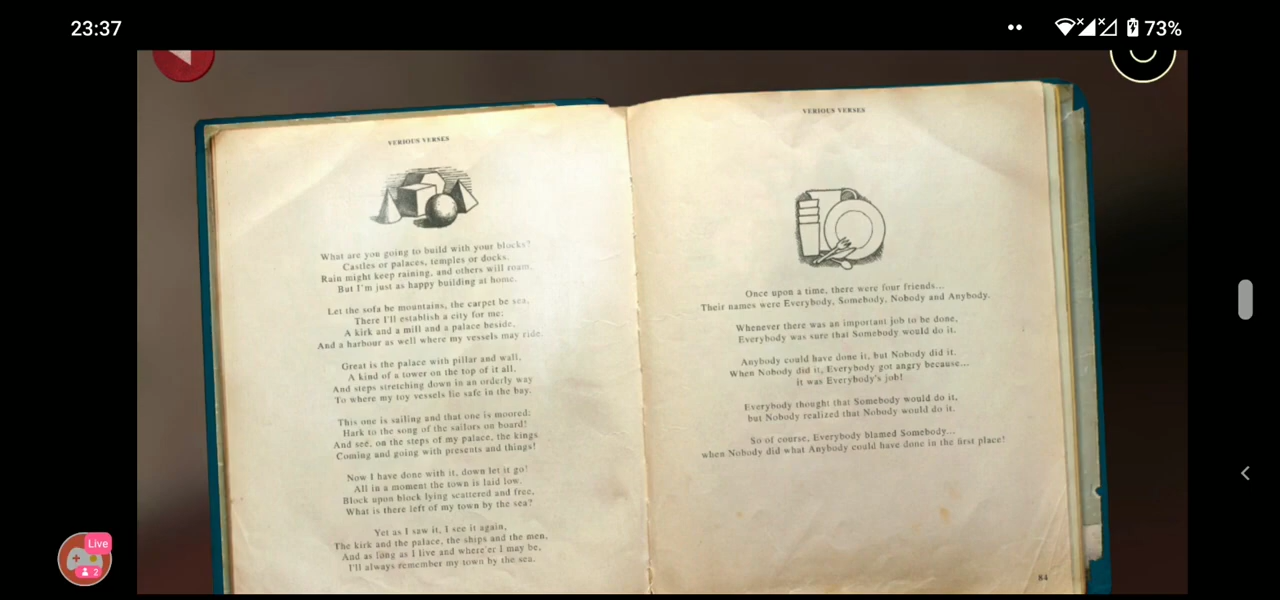 23:37
73%
VERIOUS VERSES
What are you going to build with your blocks?
Castles or palaces, temples or docks.
Rain might keep raining, and others will roam,
But I'm just as happy building at home.
Let the sofa be mountains, the carpet be sea,
There I'll establish a city for me:
A kirk and a mill and a palace beside,
And a harbour as well where my vessels may ride.
Great is the palace with pillar and wall,
A kind of a tower on the top of it all,
And steps stretching down in an orderly way
To where my toy vessels lie safe in the bay.
This one is sailing and that one is moored:
Hark to the song of the sailors on board!
And see, on the steps of my palace, the kings
Coming and going with presents and things!
Now I have done with it, down let it go!
All in a moment the town is laid low.
Block upon block lying scattered and free,
What is there left of my town by the sea?
Yet as I saw it, I see it again,
The kirk and the palace, the ships and the men,
And as long as I live and where'er I may be,
I'll always remember my town by the sea.
VERIOUS VERSES
Once upon a time, there were four friends...
Their names were Everybody, Somebody, Nobody and Anybody.
Whenever there was an important job to be done,
Everybody was sure that Somebody would do it.
Anybody could have done it, but Nobody did it.
When Nobody did it, Everybody got angry because...
it was Everybody's job!
Everybody thought that Somebody would do it,
but Nobody realized that Nobody would do it.
So of course, Everybody blamed Somebody...
when Nobody did what Anybody could have done in the first place!
84
Live
2